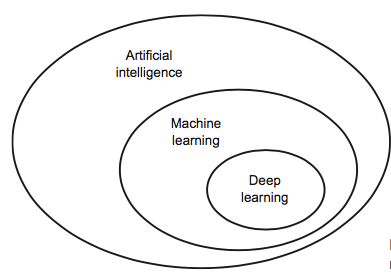 Artificial
intelligence
Machine
learning
Deep
learning